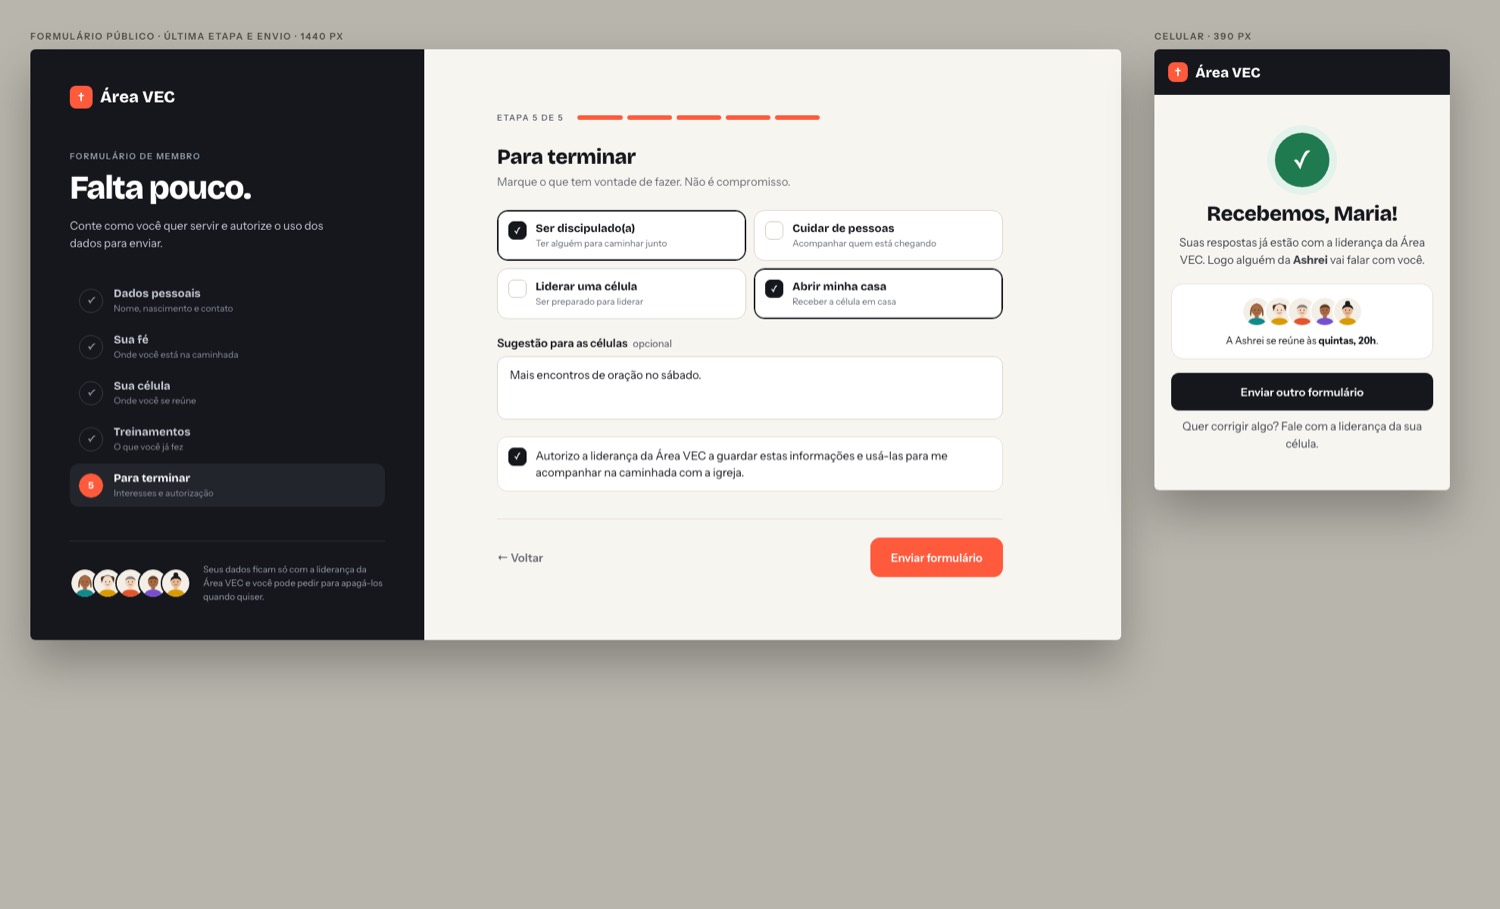 FORMULÁRIO PÚBLICO · ÚLTIMA ETAPA E ENVIO · 1440 PX
Área VEC
FORMULÁRIO DE MEMBRO
Falta pouco.
Conte como você quer servir e autorize o uso dos
dados para enviar.
Dados pessoais
Nome, nascimento e contato
Sua fé
Onde você está na caminhada
Sua célula
Onde você se reúne
Treinamentos
O que você já fez
5
Para terminar
Interesses e autorização
Seus dados ficam só com a liderança da
Área VEC e você pode pedir para apagá-los
quando quiser.
ETAPA 5 DE 5
Para terminar
Marque o que tem vontade de fazer. Não é compromisso.
Ser discipulado(a)
Ter alguém para caminhar junto
Cuidar de pessoas
Acompanhar quem está chegando
Liderar uma célula
Ser preparado para liderar
Abrir minha casa
Receber a célula em casa
Sugestão para as células opcional
Mais encontros de oração no sábado.
Autorizo a liderança da Área VEC a guardar estas informações e usá-las para me
acompanhar na caminhada com a igreja.
← Voltar
Enviar formulário
CELULAR · 390 PX
Área VEC
Recebemos, Maria!
Suas respostas já estão com a liderança da Área
VEC. Logo alguém da Ashrei vai falar com você.
A Ashrei se reúne às quintas, 20h.
Enviar outro formulário
Quer corrigir algo? Fale com a liderança da sua
célula.